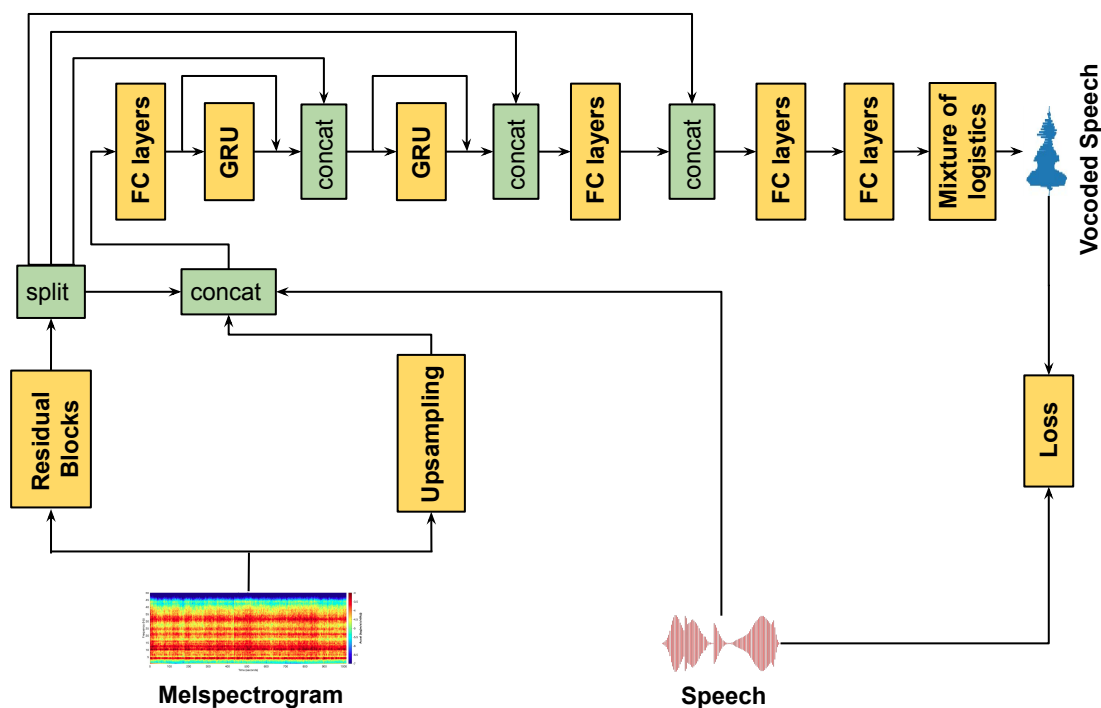 FC layers
GRU
concat
GRU
concat
FC layers
concat
FC layers
FC layers
Mixture of
logistics
Vocoded Speech
split
concat
Residual
Blocks
Upsampling
Loss
Melspectrogram
Speech